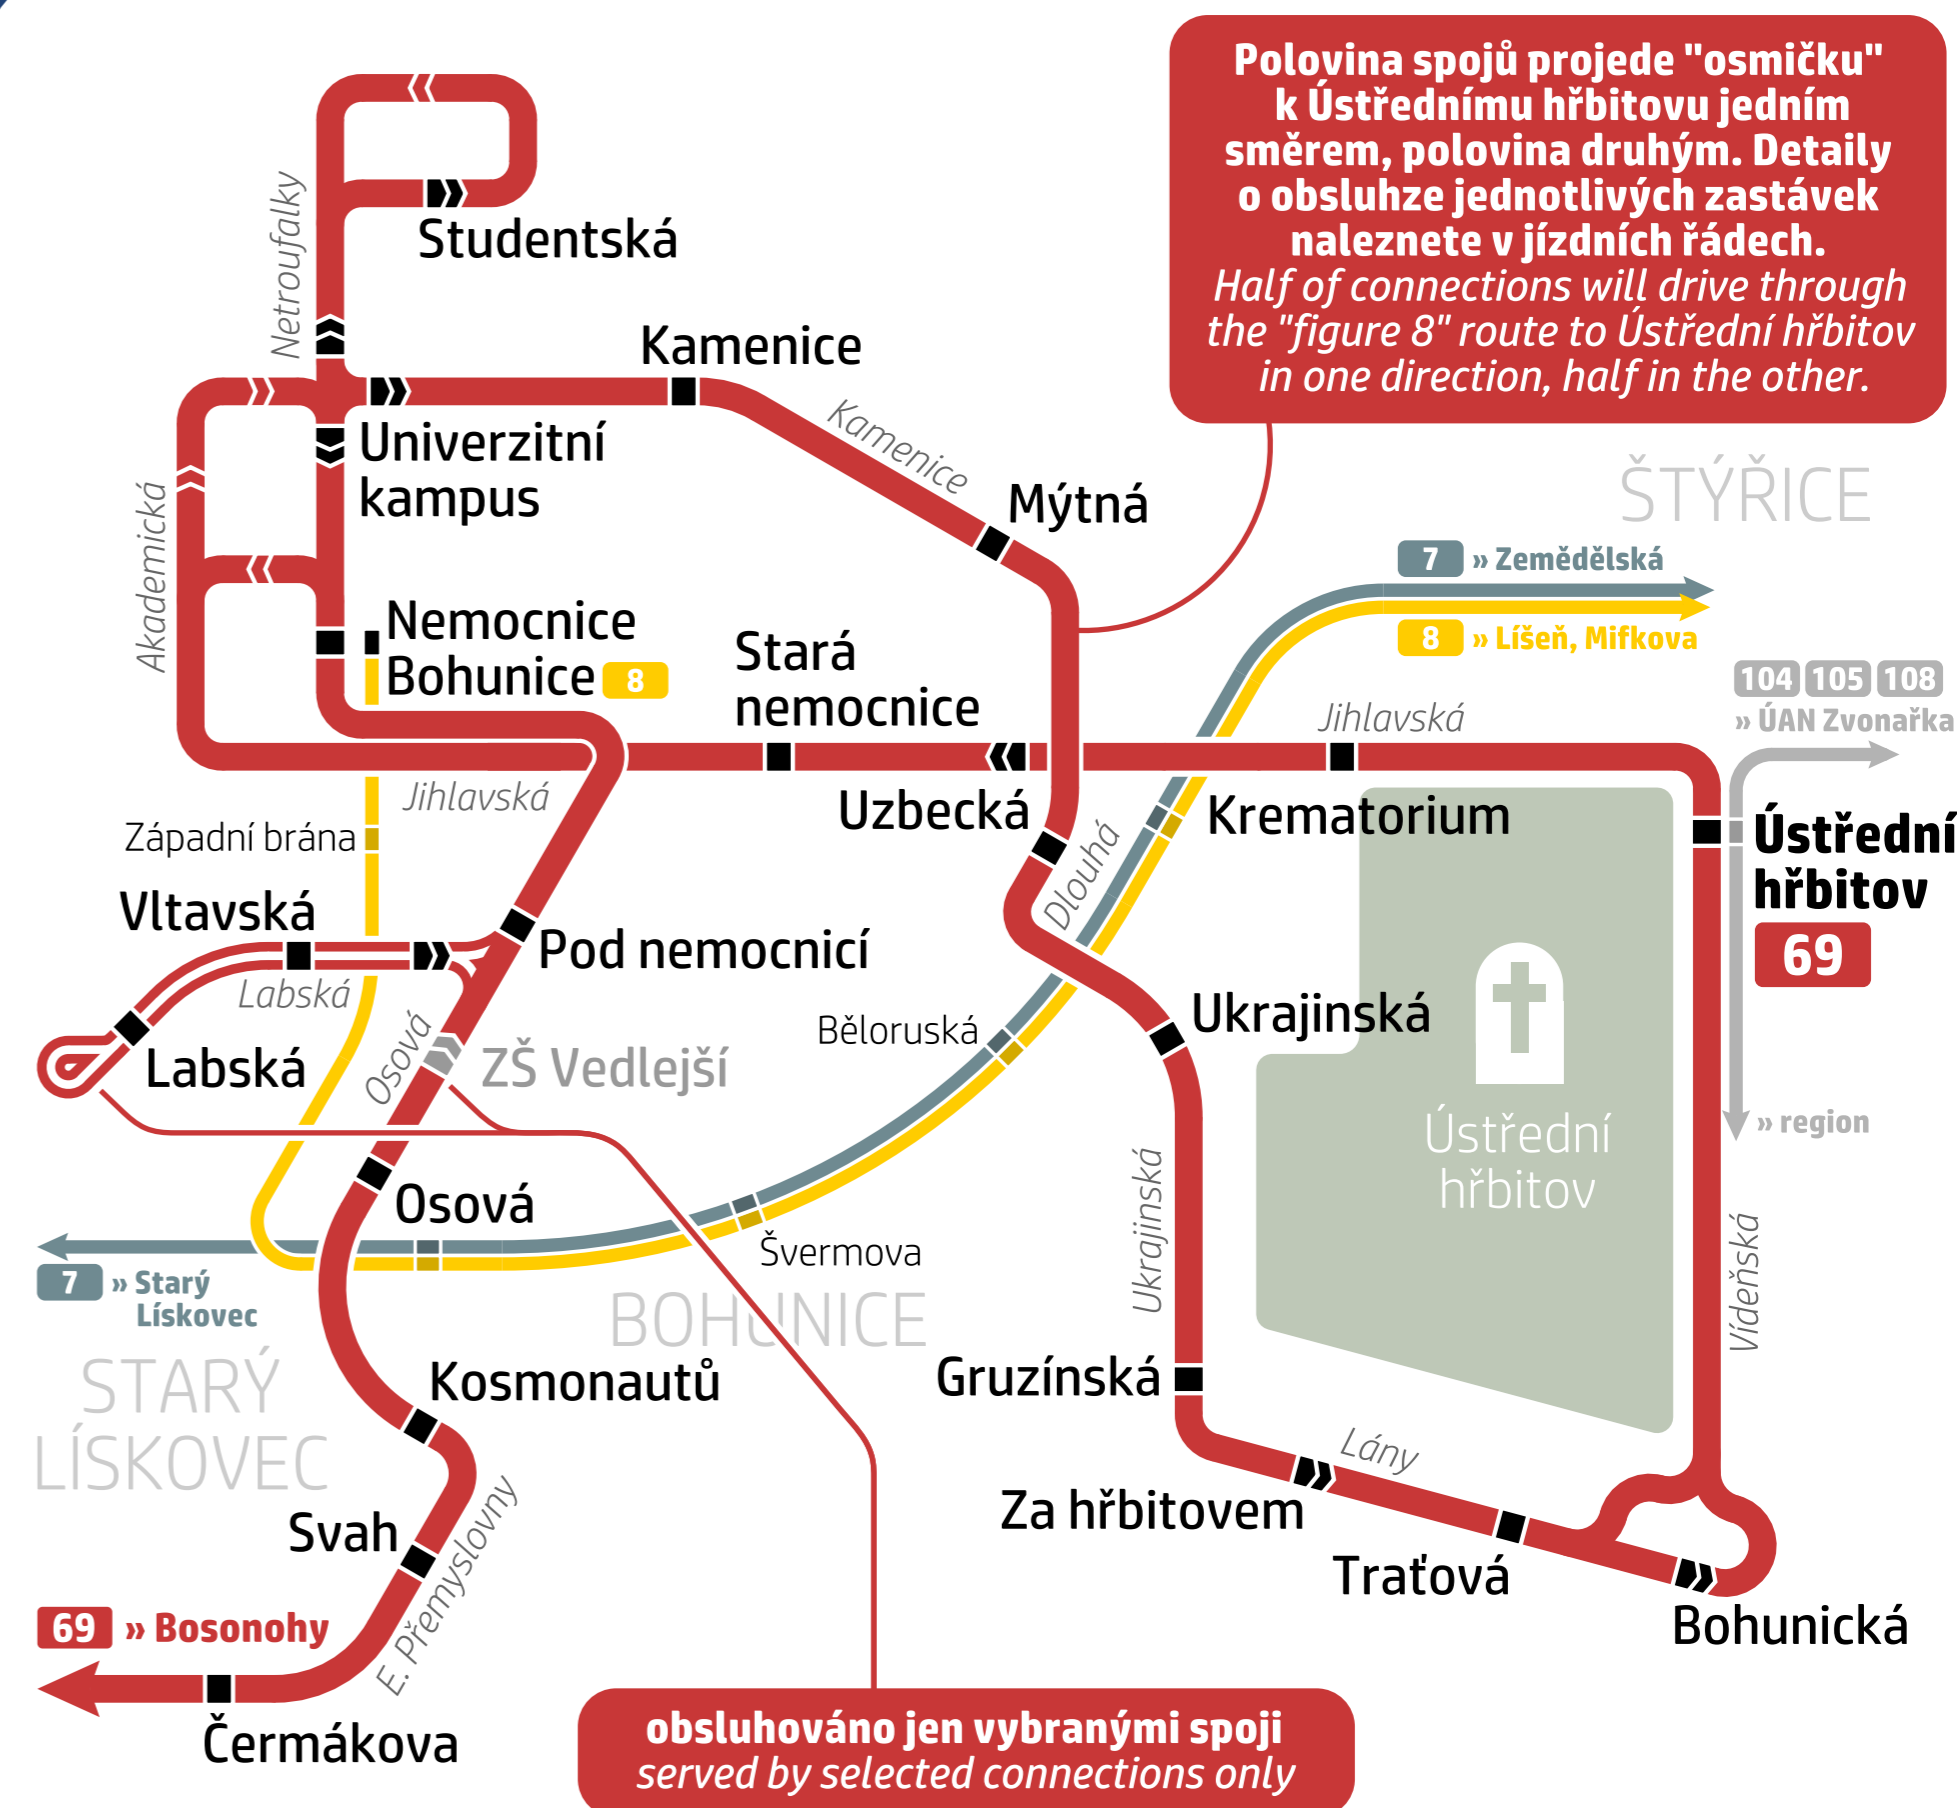 Polovina spojů projede "osmičku"
k Ústřednímu hřbitovu jedním
směrem, polovina druhým. Detaily
o obsluhze jednotlivých zastávek
naleznete v jízdních řádech.
Half of connections will drive through
the "figure 8" route to Ústřední hřbitov
in one direction, half in the other.
Netroufalky
Studentská
Kamenice
Kamenice
Univerzitní
kampus
Mýtná
Akademická
ŠTÝŘICE
7 » Zemědělská
8 » Líšeň, Mifkova
Nemocnice
Bohunice 8
Stará
nemocnice
104 105 108
» ÚAN Zvonařka
Jihlavská
Jihlavská
Uzbecká
Krematorium
Ústřední
hřbitov
69
Západní brána
Dlouhá
Vltavská
Pod nemocnicí
Labská
Labská
Osová
ZŠ Vedlejší
Běloruská
Ukrajinská
Ústřední
hřbitov
» region
Osová
Švermova
Ukrajinská
Vídeňská
7 » Starý
Lískovec
BOHUNICE
STARÝ
LÍSKOVEC
Kosmonautů
Gruzínská
Lány
Za hřbitovem
Svah
E. Přemyslovny
Traťová
Bohunická
69 » Bosonohy
Čermákova
obsluhováno jen vybranými spoji
served by selected connections only